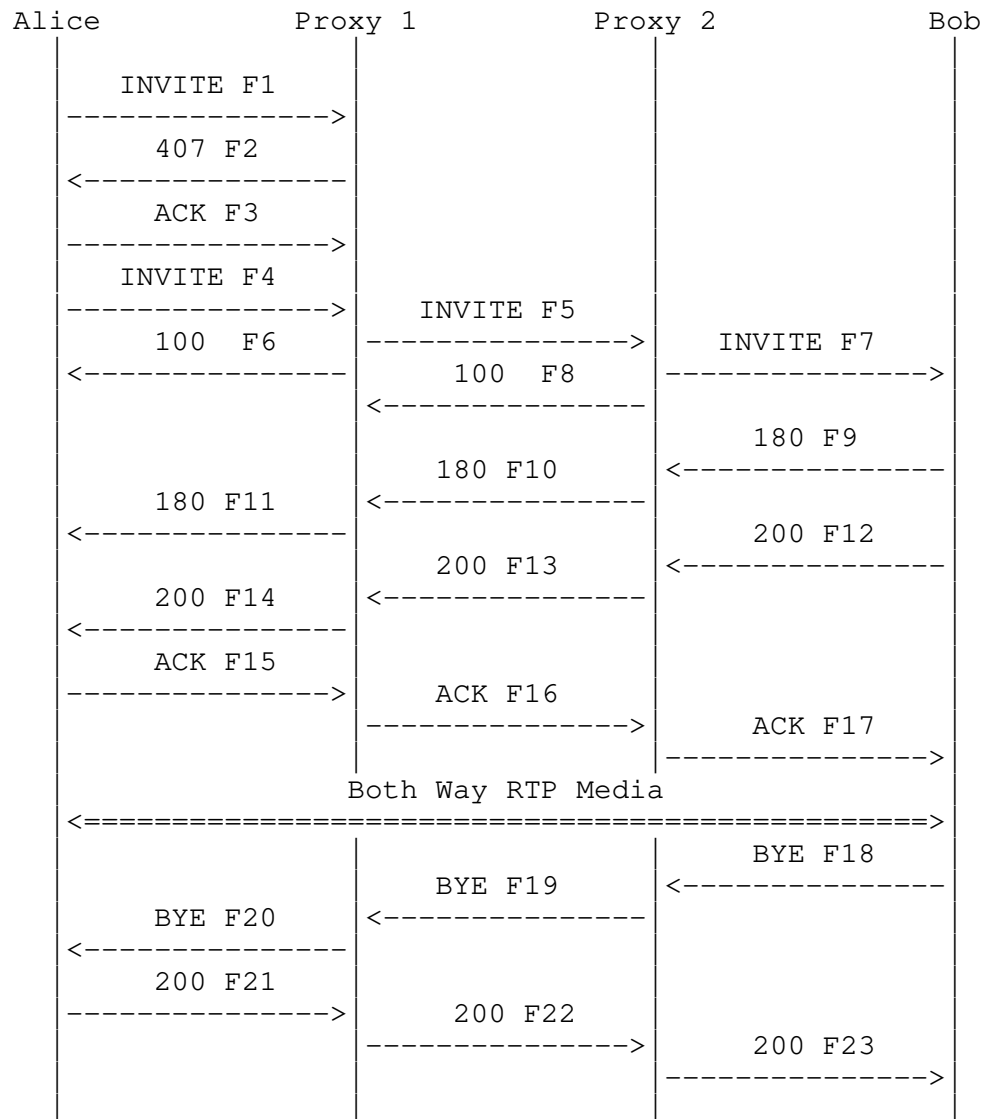 Alice Proxy 1 Proxy 2 Bob
INVITE F1
407 F2
ACK F3
INVITE F4
INVITE F5
100 F6 INVITE F7
100 F8
180 F9
180 F10
180 F11
200 F12
200 F13
200 F14
ACK F15
ACK F16
ACK F17
Both Way RTP Media
BYE F18
BYE F19
BYE F20
200 F21
200 F22
200 F23